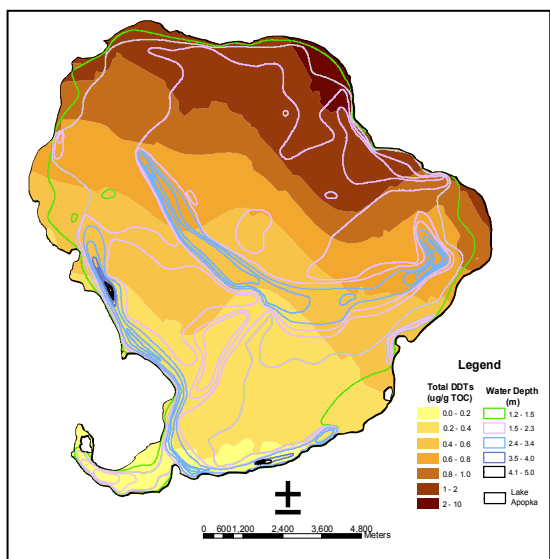 Legend
Total DDTs
(ug/g TOC)
0.0 - 0.2
0.2 - 0.4
0.4 - 0.6
0.6 - 0.8
0.8 - 1.0
1 - 2
2 - 10
Water Depth
(m)
1.2 - 1.5
1.5 - 2.3
2.4 - 3.4
3.5 - 4.0
4.1 - 5.0
Lake
Apopka
0 600 1,200 2,400 3,600 4,800
Meters